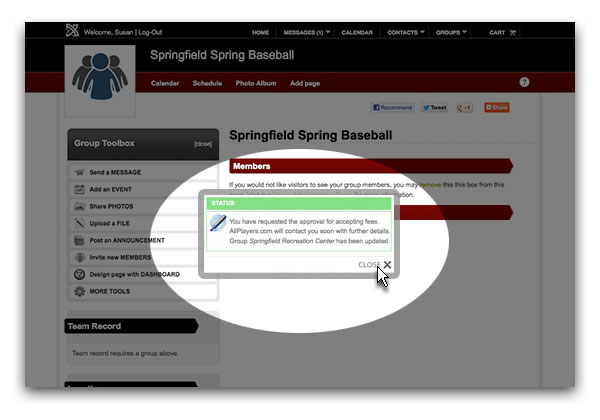 Welcome, Susan | Log-Out
HOME
MESSAGES (1)
CALENDAR
CONTACTS
GROUPS
CART
Springfield Spring Baseball
Calendar
Schedule
Photo Album
Add page
?
Recommend
Tweet
+1
Share
Group Toolbox
[close]
Send a MESSAGE
Add an EVENT
Share PHOTOS
Upload a FILE
Post an ANNOUNCEMENT
Invite new MEMBERS
Design page with DASHBOARD
MORE TOOLS
Team Record
Team record requires a group above.
Springfield Spring Baseball
Members
If you would not like visitors to see your group members, you may remove this this box from this
information.
STATUS
You have requested the approval for accepting fees.
AllPlayers.com will contact you soon with further details.
Group Springfield Recreation Center has been updated.
CLOSE